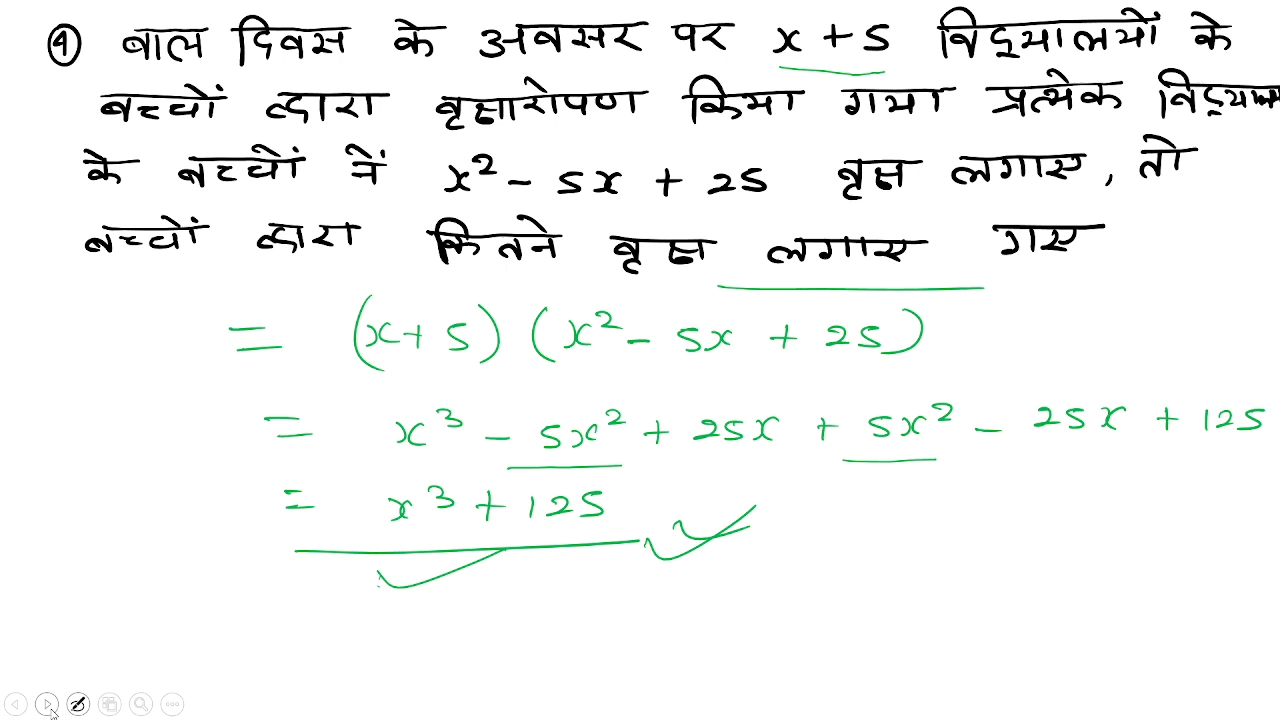 ④ बाल दिवस के अवसर पर x + 5 विद्यालयों के
बच्चों द्वारा वृक्षारोपण किया गया प्रत्येक विद्यालय
के बच्चों नें x² - 5x + 25 वृक्ष लगाए, तो
बच्चों द्वारा कितने वृक्ष लगाए गए
= (x + 5) (x² - 5x + 25)
= x³ - 5x² + 25x + 5x² - 25x + 125
= x³ + 125